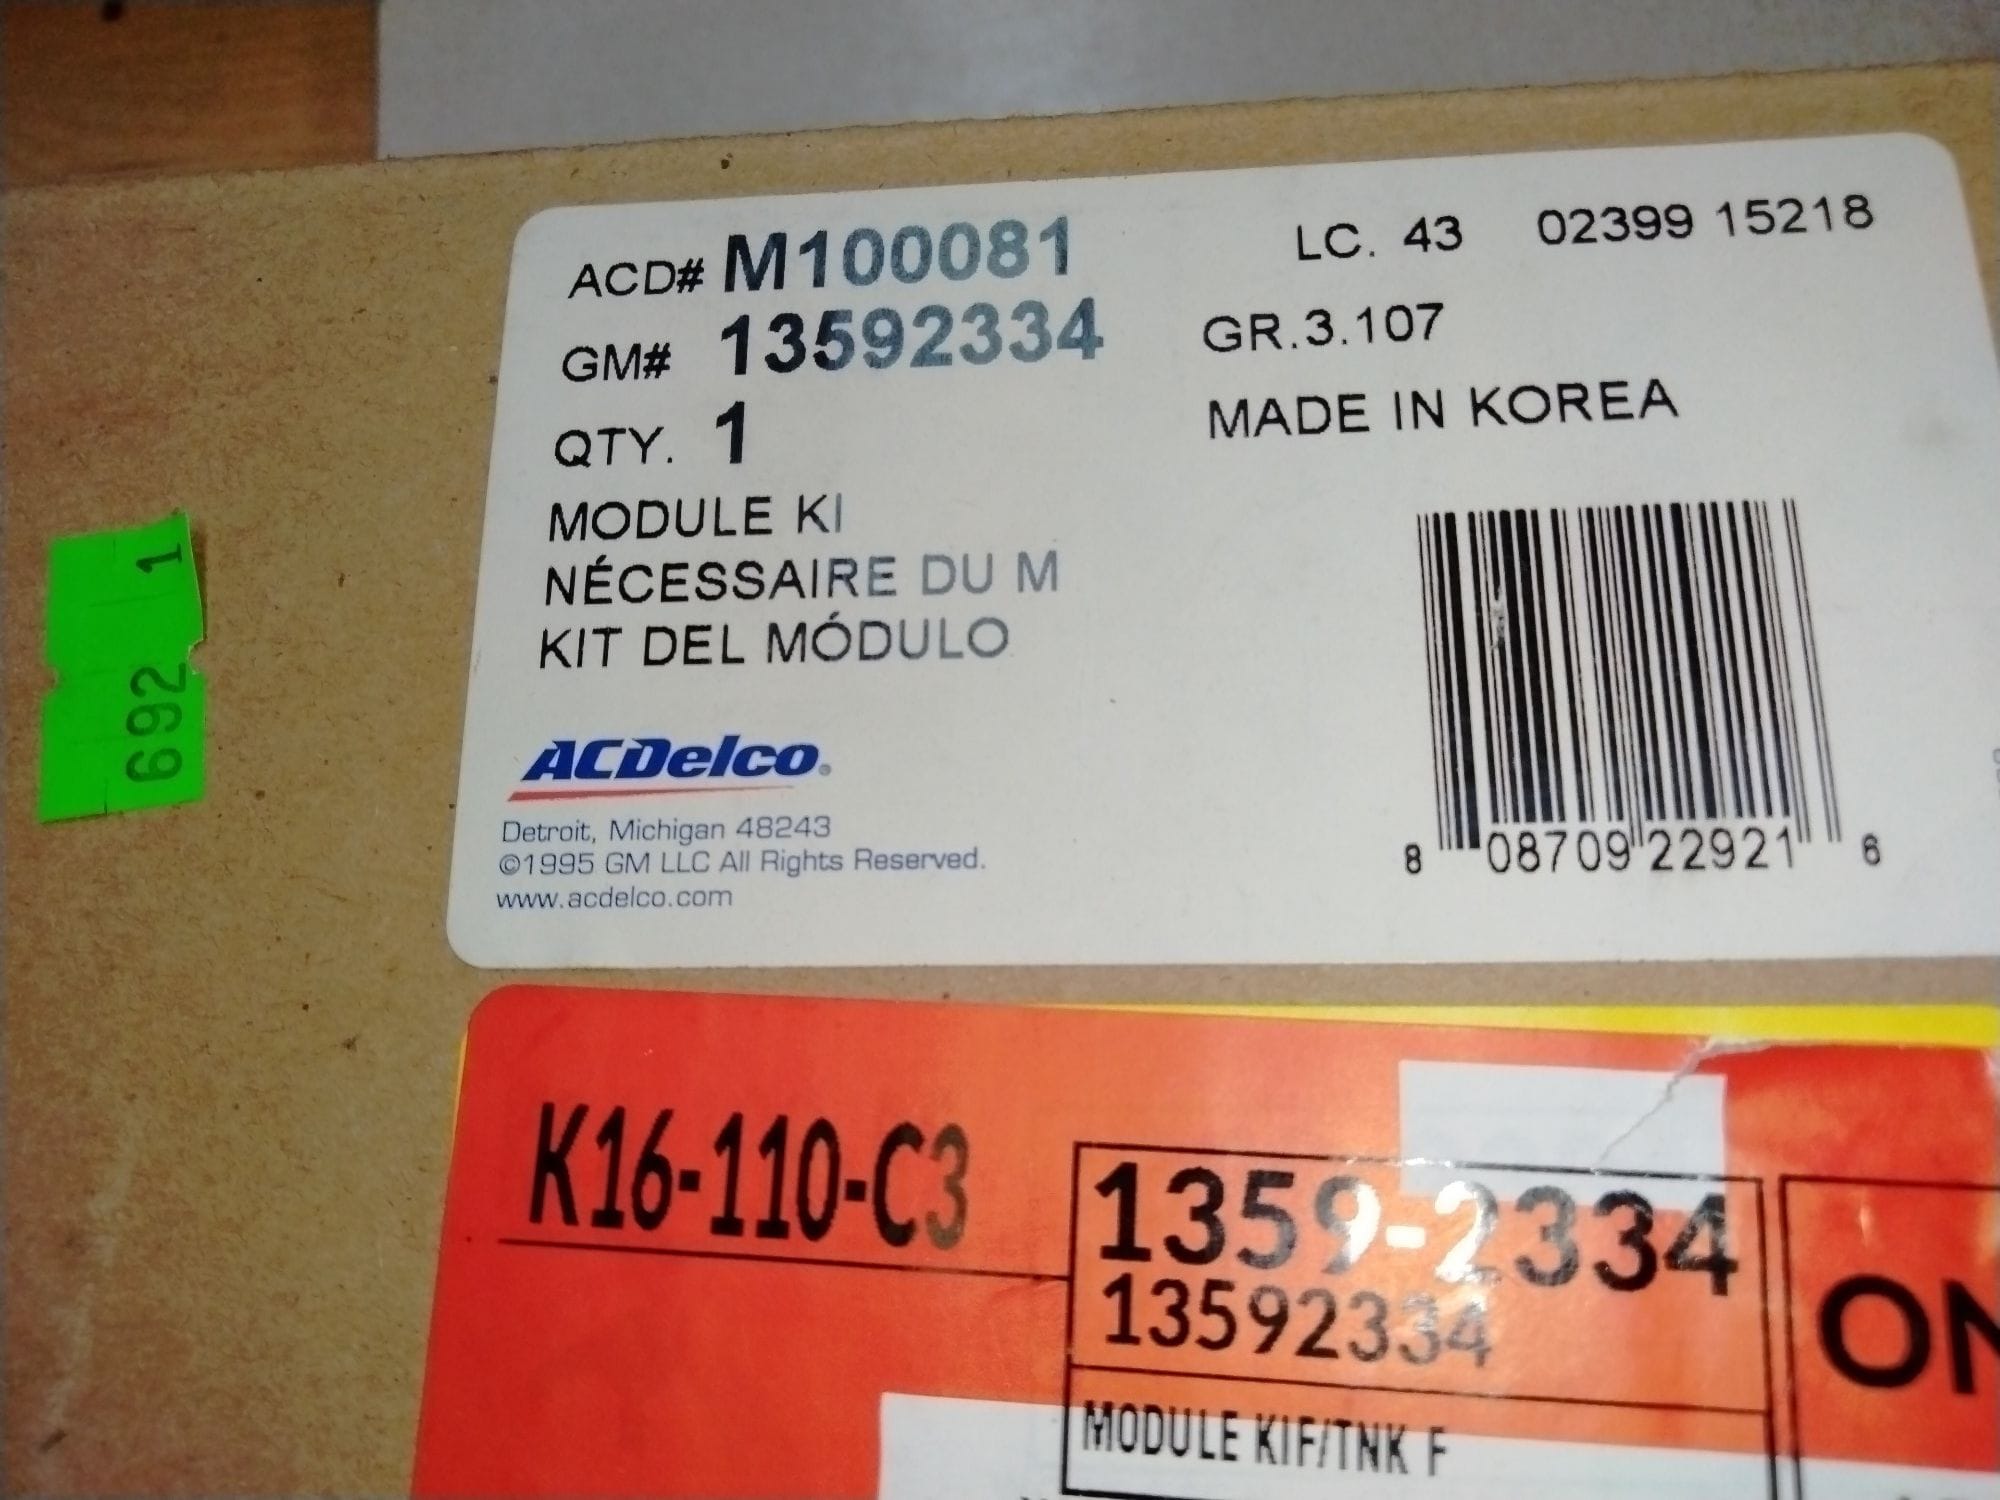 ACD# M100081
GM# 13592334
QTY. 1
MODULE KI
NÉCESSAIRE DU M
KIT DEL MÓDULO
LC. 43 02399 15218
GR.3.107
MADE IN KOREA
8 08709 22921 6
ACDelco
Detroit, Michigan 48243
©1995 GM LLC All Rights Reserved.
www.acdelco.com
692 1
K16-110-C3
1359-2334
13592334
MODULE KIF/TNK F
ON